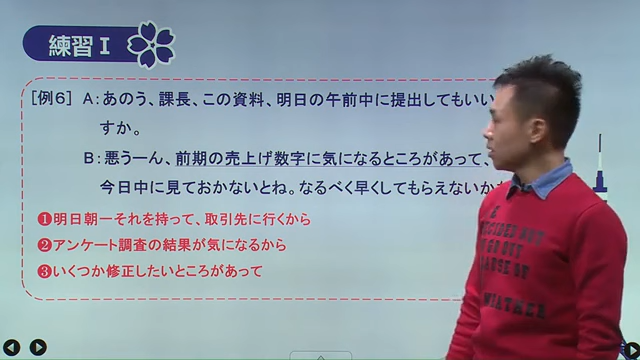 練習Ⅰ
[例6] A:あのう、課長、この資料、明日の午前中に提出してもいい
すか。
B:悪うーん、前期の売上げ数字に気になるところがあって、
今日中に見ておかないとね。なるべく早くしてもらえないか
❶明日朝一それを持って、取引先に行くから
❷アンケート調査の結果が気になるから
❸いくつか修正したいところがあって
DECIDED NOT
CAUSE OF
WEATHER